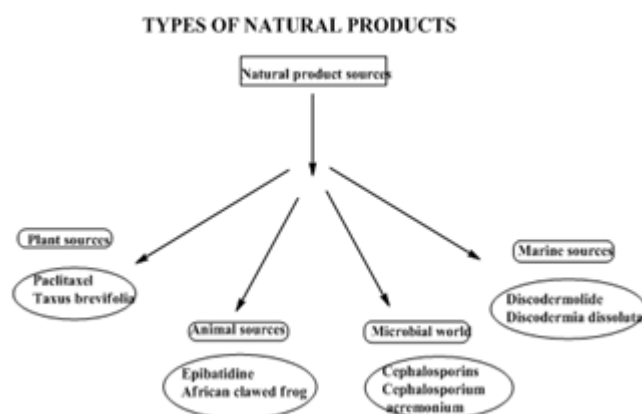 TYPES OF NATURAL PRODUCTS
Natural product sources
Plant sources
Paclitaxel
Taxus brevifolia
Animal sources
Epibatidine
African clawed frog
Microbial world
Cephalosporins
Cephalosporium
acremonium
Marine sources
Discodermolide
Discodermia dissoluta